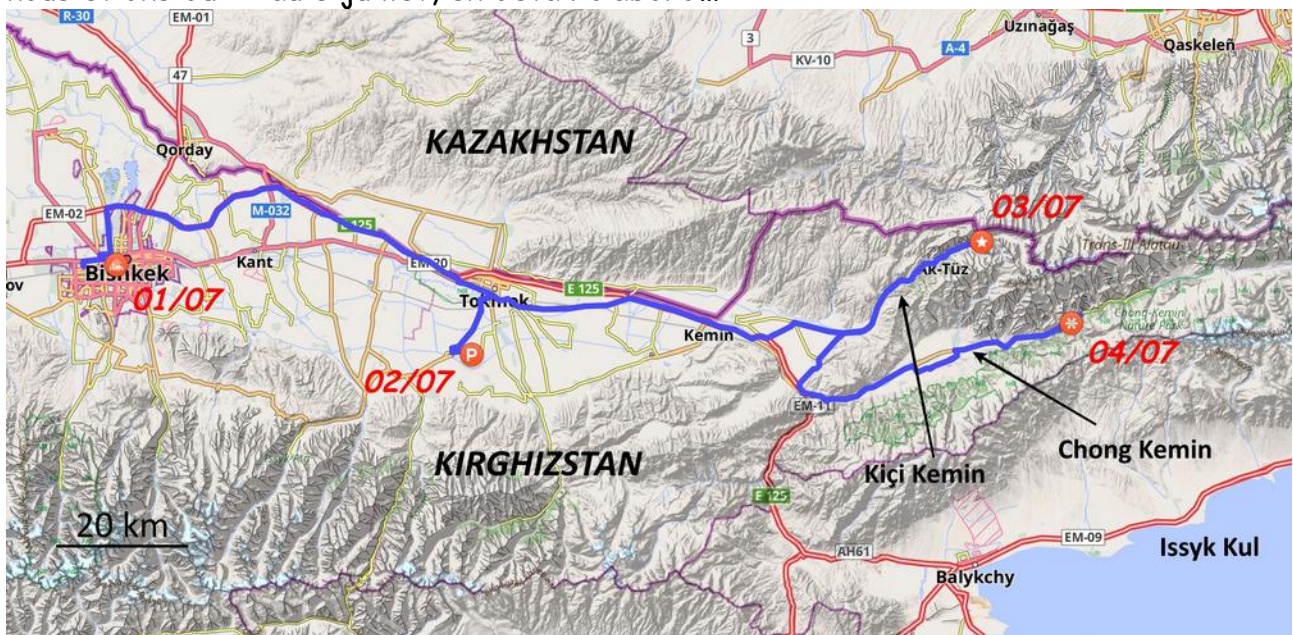 R-30
EM-01
Uzınağaş
3
A-4
Qaskeleñ
KV-10
47
KAZAKHSTAN
Qorday
03/07
EM-02
M-032
E 125
Trans-Ili Alatau
Ak-Tüz
Bishkek
Kant
EM-20
E 125
Chong-Kemin
Nature Park
01/07
Tokmok
Kemin
P
04/07
02/07
EM-11
KIRGHIZSTAN
Kiçi Kemin
Chong Kemin
20 km
E 125
EM-09
Issyk Kul
AH61
Balykchy